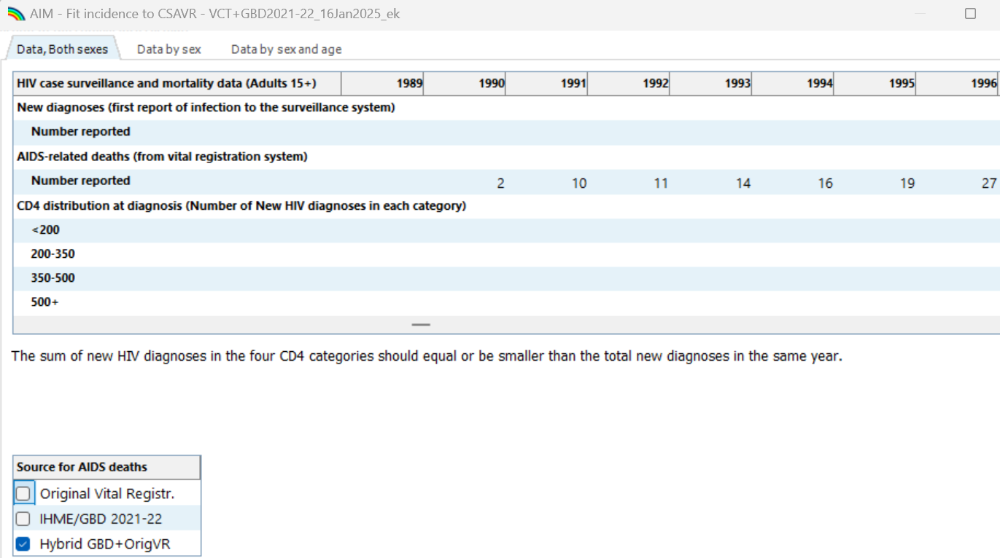 AIM - Fit incidence to CSAVR - VCT+GBD2021-22_16Jan2025_ek
Data, Both sexes Data by sex Data by sex and age
HIV case surveillance and mortality data (Adults 15+) 1989 1990 1991 1992 1993 1994 1995 1996
New diagnoses (first report of infection to the surveillance system)
Number reported
AIDS-related deaths (from vital registration system)
Number reported 2 10 11 14 16 19 27
CD4 distribution at diagnosis (Number of New HIV diagnoses in each category)
<200
200-350
350-500
500+
The sum of new HIV diagnoses in the four CD4 categories should equal or be smaller than the total new diagnoses in the same year.
Source for AIDS deaths
Original Vital Registr.
IHME/GBD 2021-22
Hybrid GBD+OrigVR